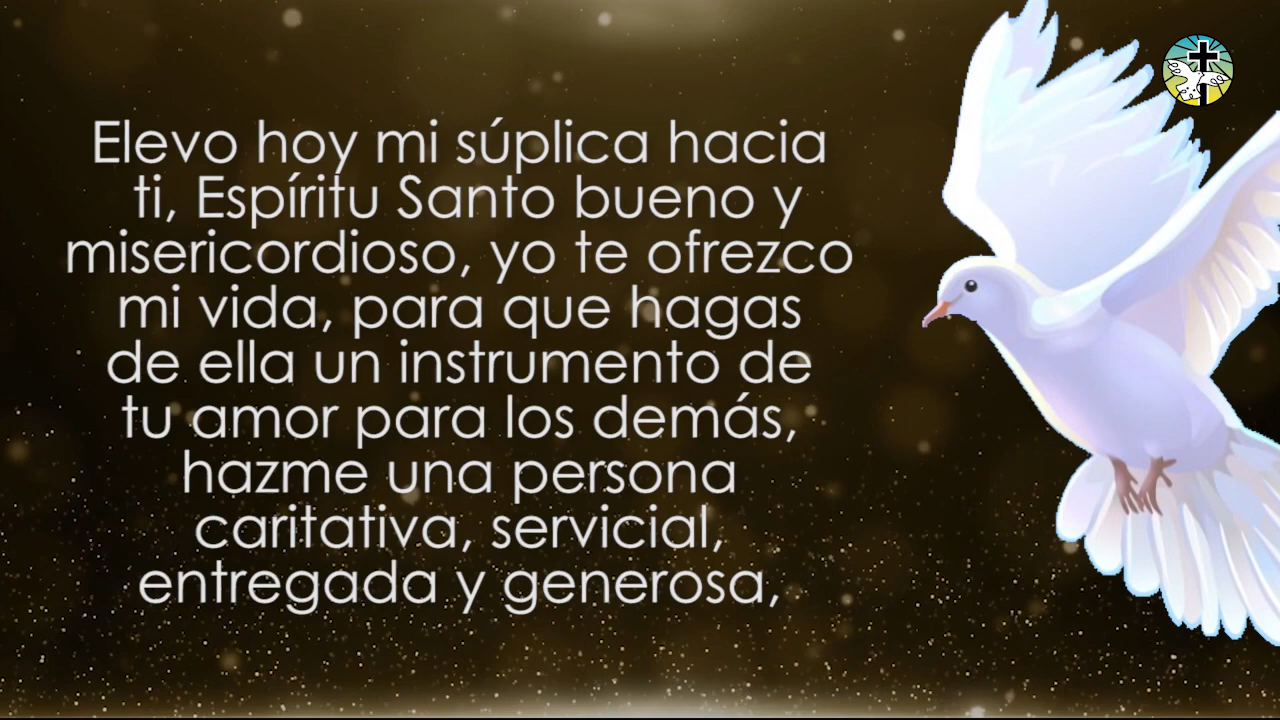 Elevo hoy mi súplica hacia
ti, Espíritu Santo bueno y
misericordioso, yo te ofrezco
mi vida, para que hagas
de ella un instrumento de
tu amor para los demás,
hazme una persona
caritativa, servicial,
entregada y generosa,